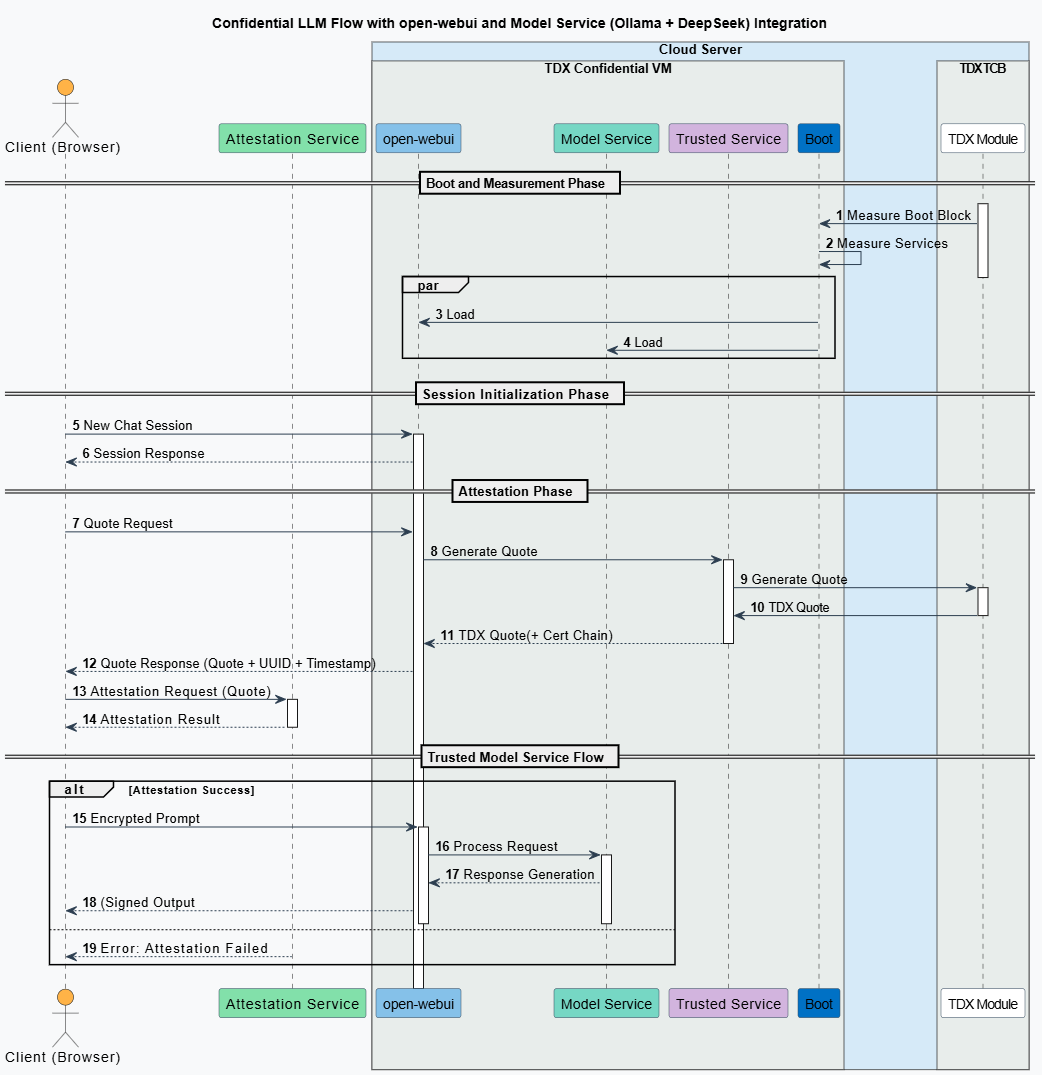 Confidential LLM Flow with open-webui and Model Service (Ollama + DeepSeek) Integration
Cloud Server
TDX Confidential VM
TDX TCB
Client (Browser)
Attestation Service
open-webui
Model Service
Trusted Service
Boot
TDX Module
Boot and Measurement Phase
1 Measure Boot Block
2 Measure Services
par
3 Load
4 Load
Session Initialization Phase
5 New Chat Session
6 Session Response
Attestation Phase
7 Quote Request
8 Generate Quote
9 Generate Quote
10 TDX Quote
11 TDX Quote(+ Cert Chain)
12 Quote Response (Quote + UUID + Timestamp)
13 Attestation Request (Quote)
14 Attestation Result
Trusted Model Service Flow
alt [Attestation Success]
15 Encrypted Prompt
16 Process Request
17 Response Generation
18 (Signed Output
19 Error: Attestation Failed
Client (Browser)
Attestation Service
open-webui
Model Service
Trusted Service
Boot
TDX Module